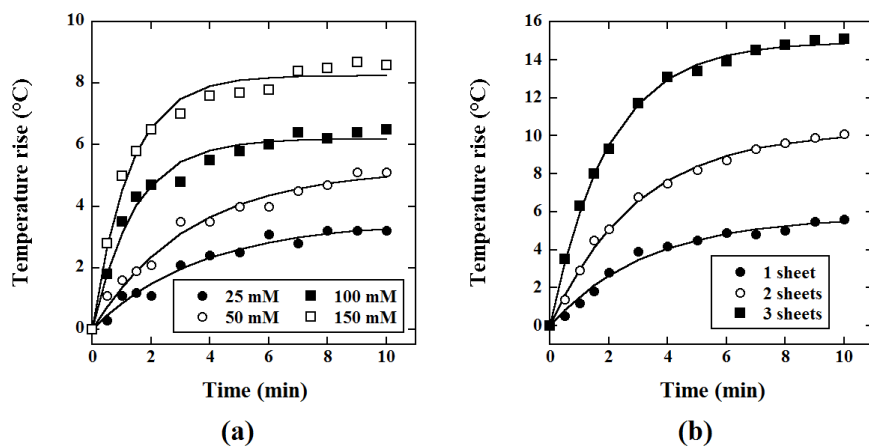 Temperature rise (°C)
10
8
6
4
2
0
0 2 4 6 8 10
Time (min)
25 mM 100 mM
50 mM 150 mM
(a)
Temperature rise (°C)
16
14
12
10
8
6
4
2
0
0 2 4 6 8 10
Time (min)
1 sheet
2 sheets
3 sheets
(b)